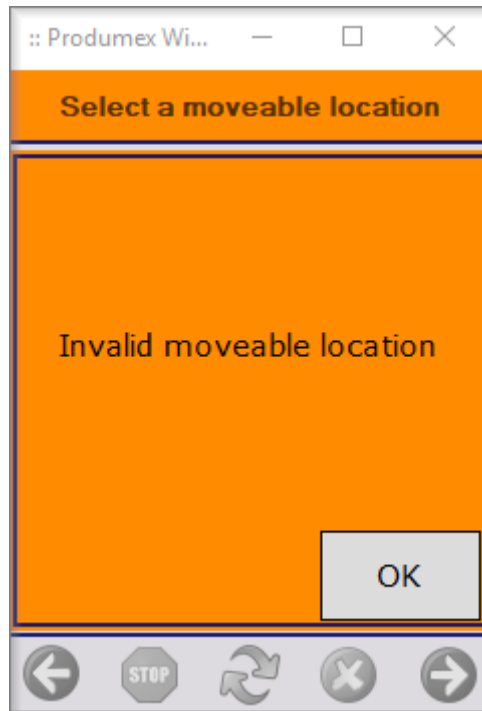 :: Produmex Wi...
Select a moveable location
Invalid moveable location
OK
STOP